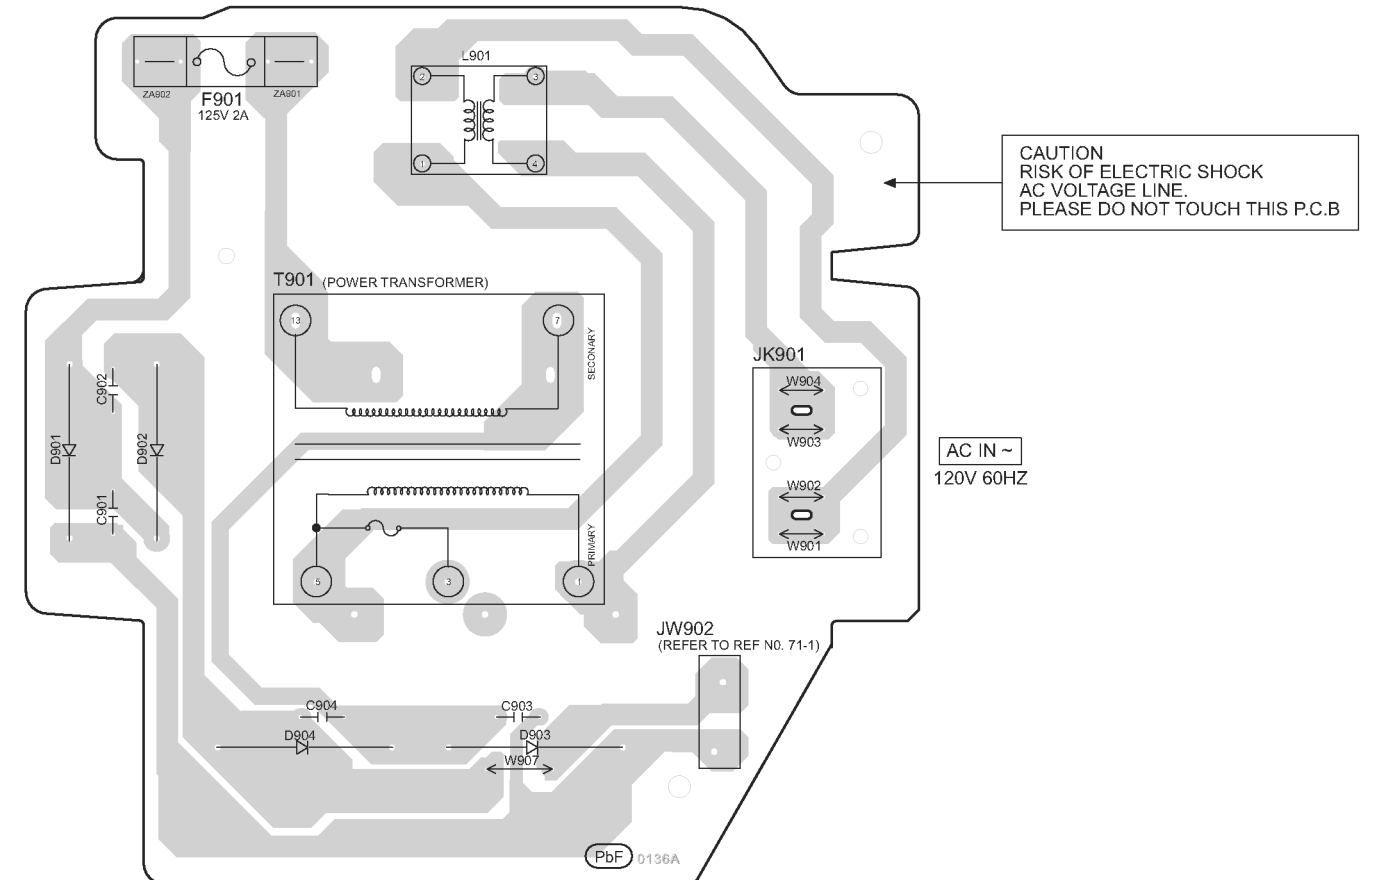 L901
2
3
1
4
ZA902
F901
ZA901
125V 2A
CAUTION
RISK OF ELECTRIC SHOCK
AC VOLTAGE LINE.
PLEASE DO NOT TOUCH THIS P.C.B
T901 (POWER TRANSFORMER)
13
7
SECONARY
JK901
W904
W903
W902
W901
AC IN ~
120V 60HZ
C902
D901
D902
C901
PRIMARY
5
3
1
JW902
(REFER TO REF N0. 71-1)
C904
C903
D904
D903
W907
PbF 0136A